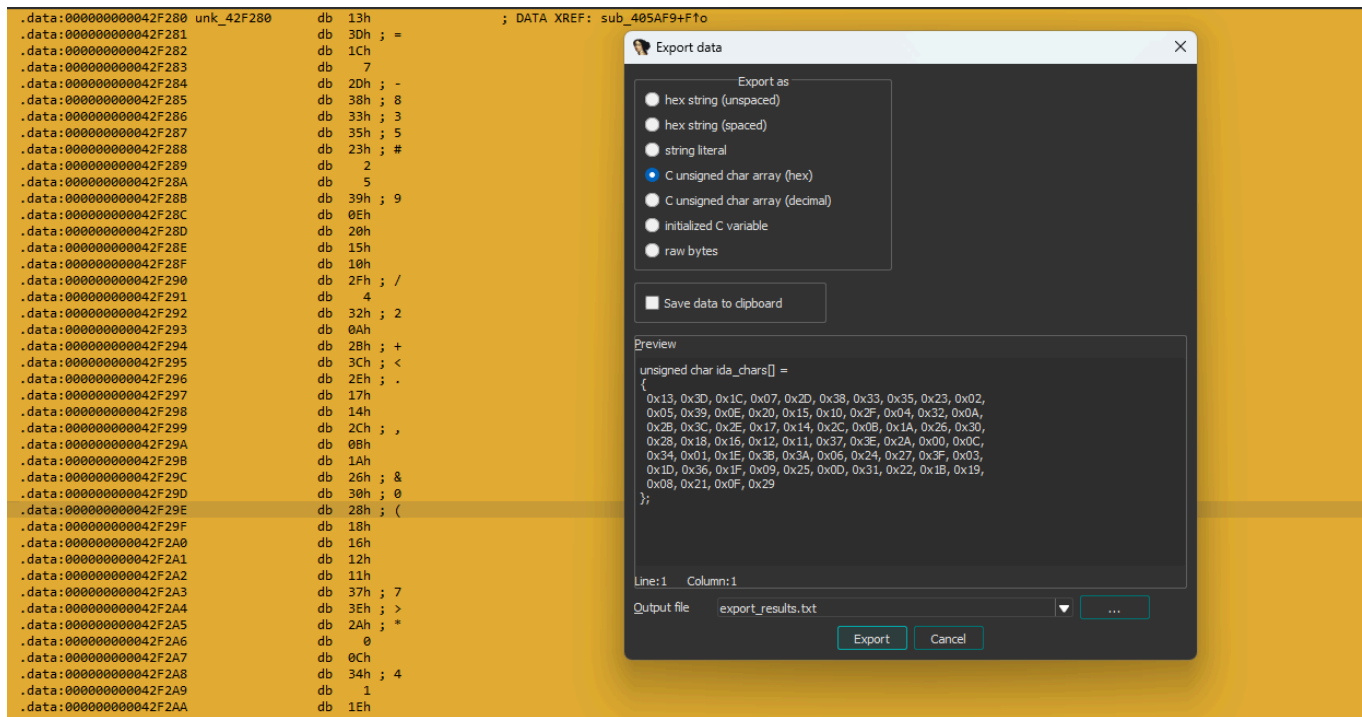 .data:000000000042F280 unk_42F280 db 13h ; DATA XREF: sub_405AF9+F↑o
.data:000000000042F281 db 3Dh ; =
.data:000000000042F282 db 1Ch
.data:000000000042F283 db 7
.data:000000000042F284 db 2Dh ; -
.data:000000000042F285 db 38h ; 8
.data:000000000042F286 db 33h ; 3
.data:000000000042F287 db 35h ; 5
.data:000000000042F288 db 23h ; #
.data:000000000042F289 db 2
.data:000000000042F28A db 5
.data:000000000042F28B db 39h ; 9
.data:000000000042F28C db 0Eh
.data:000000000042F28D db 20h
.data:000000000042F28E db 15h
.data:000000000042F28F db 10h
.data:000000000042F290 db 2Fh ; /
.data:000000000042F291 db 4
.data:000000000042F292 db 32h ; 2
.data:000000000042F293 db 0Ah
.data:000000000042F294 db 2Bh ; +
.data:000000000042F295 db 3Ch ; <
.data:000000000042F296 db 2Eh ; .
.data:000000000042F297 db 17h
.data:000000000042F298 db 14h
.data:000000000042F299 db 2Ch ; ,
.data:000000000042F29A db 0Bh
.data:000000000042F29B db 1Ah
.data:000000000042F29C db 26h ; &
.data:000000000042F29D db 30h ; 0
.data:000000000042F29E db 28h ; (
.data:000000000042F29F db 18h
.data:000000000042F2A0 db 16h
.data:000000000042F2A1 db 12h
.data:000000000042F2A2 db 11h
.data:000000000042F2A3 db 37h ; 7
.data:000000000042F2A4 db 3Eh ; >
.data:000000000042F2A5 db 2Ah ; *
.data:000000000042F2A6 db 0
.data:000000000042F2A7 db 0Ch
.data:000000000042F2A8 db 34h ; 4
.data:000000000042F2A9 db 1
.data:000000000042F2AA db 1Eh
Export data
Export as
hex string (unspaced)
hex string (spaced)
string literal
C unsigned char array (hex)
C unsigned char array (decimal)
initialized C variable
raw bytes
Save data to clipboard
Preview
unsigned char ida_chars[] =
{
0x13, 0x3D, 0x1C, 0x07, 0x2D, 0x38, 0x33, 0x35, 0x23, 0x02,
0x05, 0x39, 0x0E, 0x20, 0x15, 0x10, 0x2F, 0x04, 0x32, 0x0A,
0x2B, 0x3C, 0x2E, 0x17, 0x14, 0x2C, 0x0B, 0x1A, 0x26, 0x30,
0x28, 0x18, 0x16, 0x12, 0x11, 0x37, 0x3E, 0x2A, 0x00, 0x0C,
0x34, 0x01, 0x1E, 0x3B, 0x3A, 0x06, 0x24, 0x27, 0x3F, 0x03,
0x1D, 0x36, 0x1F, 0x09, 0x25, 0x0D, 0x31, 0x22, 0x1B, 0x19,
0x08, 0x21, 0x0F, 0x29
};
Line:1 Column:1
Output file export_results.txt ...
Export Cancel